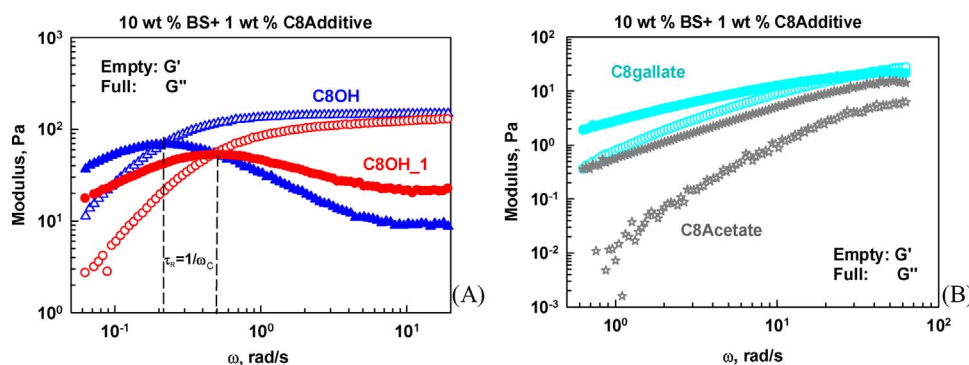 10 wt % BS+ 1 wt % C8Additive
10³
Empty: G'
Full: G"
C8OH
10²
C8OH_1
Modulus, Pa
10¹
τR=1/ωC
10⁰
10⁻¹
10⁰
10¹
ω, rad/s
(A)
10 wt % BS+ 1 wt % C8Additive
10²
C8gallate
10¹
10⁰
Modulus, Pa
10⁻¹
C8Acetate
10⁻²
Empty: G'
Full: G"
10⁻³
10⁰
10¹
10²
ω, rad/s
(B)